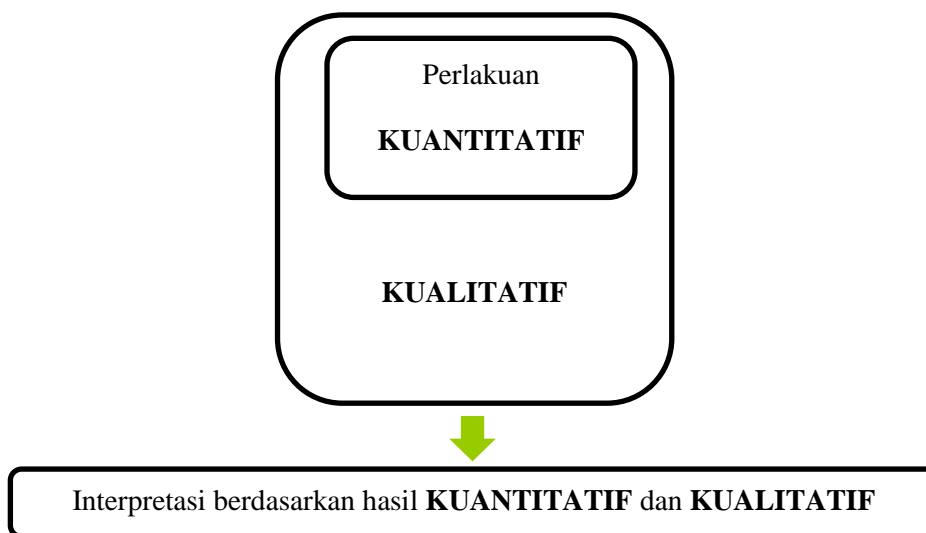 Perlakuan
KUANTITATIF
KUALITATIF
Interpretasi berdasarkan hasil KUANTITATIF dan KUALITATIF